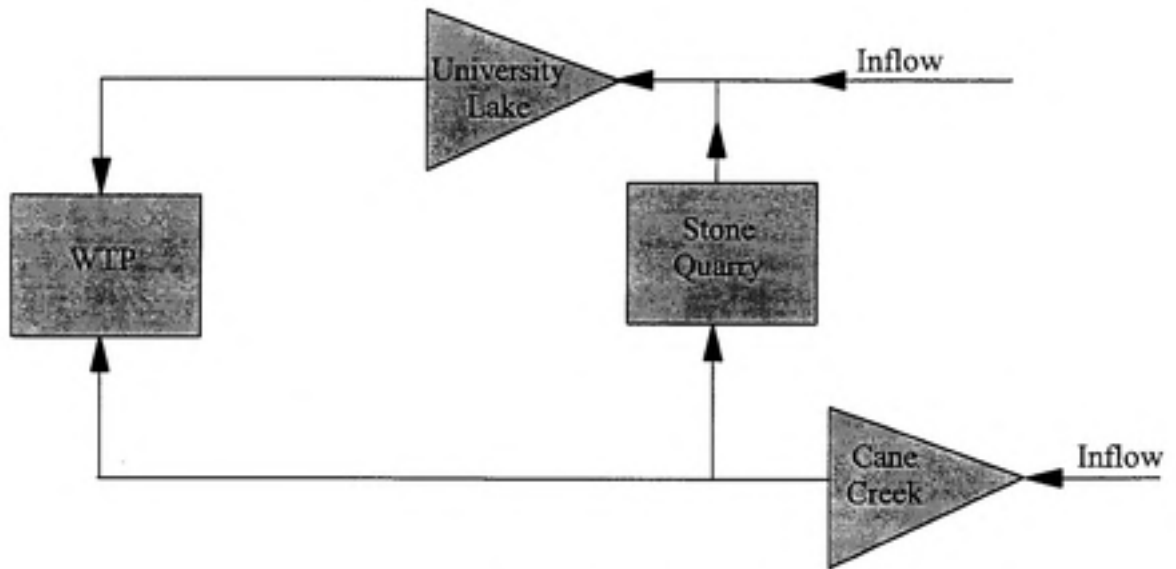 University
Lake
Inflow
WTP
Stone
Quarry
Cane
Creek
Inflow